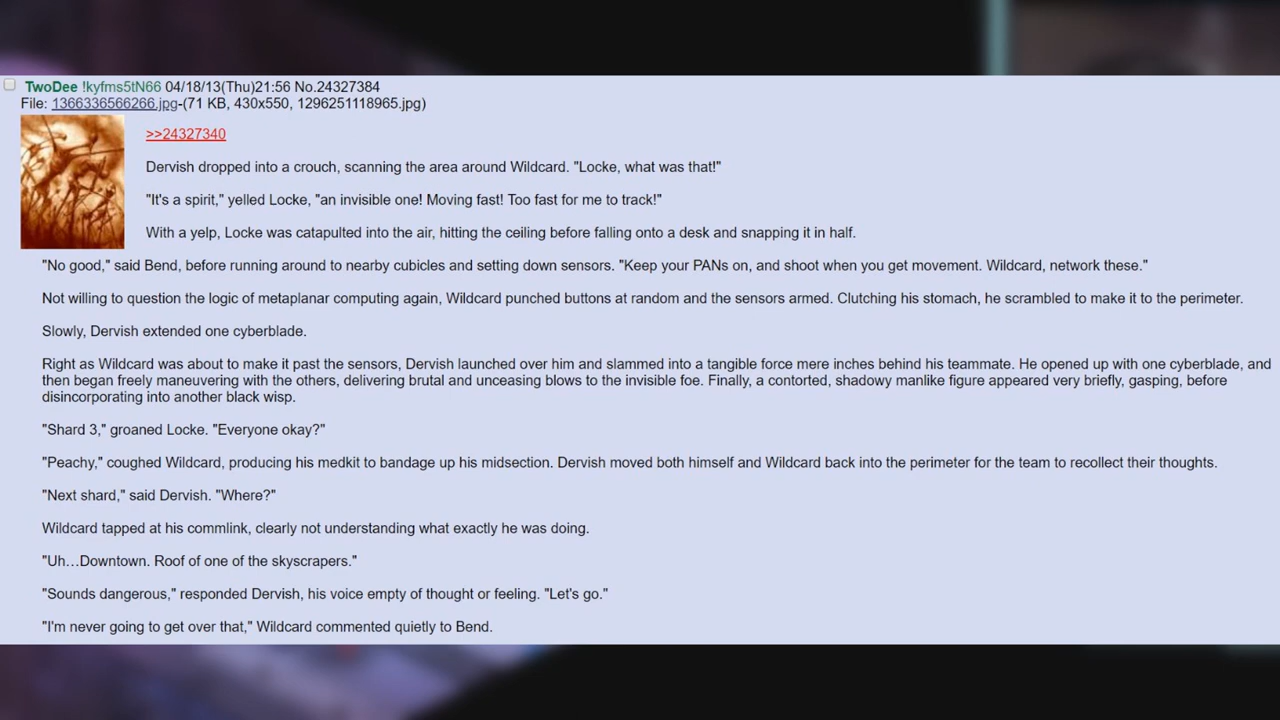 TwoDee !kyfms5tN66 04/18/13(Thu)21:56 No.24327384
File: 1366336566266.jpg-(71 KB, 430x550, 1296251118965.jpg)
>>24327340
Dervish dropped into a crouch, scanning the area around Wildcard. "Locke, what was that!"
"It's a spirit," yelled Locke, "an invisible one! Moving fast! Too fast for me to track!"
With a yelp, Locke was catapulted into the air, hitting the ceiling before falling onto a desk and snapping it in half.
"No good," said Bend, before running around to nearby cubicles and setting down sensors. "Keep your PANs on, and shoot when you get movement. Wildcard, network these."
Not willing to question the logic of metaplanar computing again, Wildcard punched buttons at random and the sensors armed. Clutching his stomach, he scrambled to make it to the perimeter.
Slowly, Dervish extended one cyberblade.
Right as Wildcard was about to make it past the sensors, Dervish launched over him and slammed into a tangible force mere inches behind his teammate. He opened up with one cyberblade, and
then began freely maneuvering with the others, delivering brutal and unceasing blows to the invisible foe. Finally, a contorted, shadowy manlike figure appeared very briefly, gasping, before
disincorporating into another black wisp.
"Shard 3," groaned Locke. "Everyone okay?"
"Peachy," coughed Wildcard, producing his medkit to bandage up his midsection. Dervish moved both himself and Wildcard back into the perimeter for the team to recollect their thoughts.
"Next shard," said Dervish. "Where?"
Wildcard tapped at his commlink, clearly not understanding what exactly he was doing.
"Uh…Downtown. Roof of one of the skyscrapers."
"Sounds dangerous," responded Dervish, his voice empty of thought or feeling. "Let's go."
"I'm never going to get over that," Wildcard commented quietly to Bend.